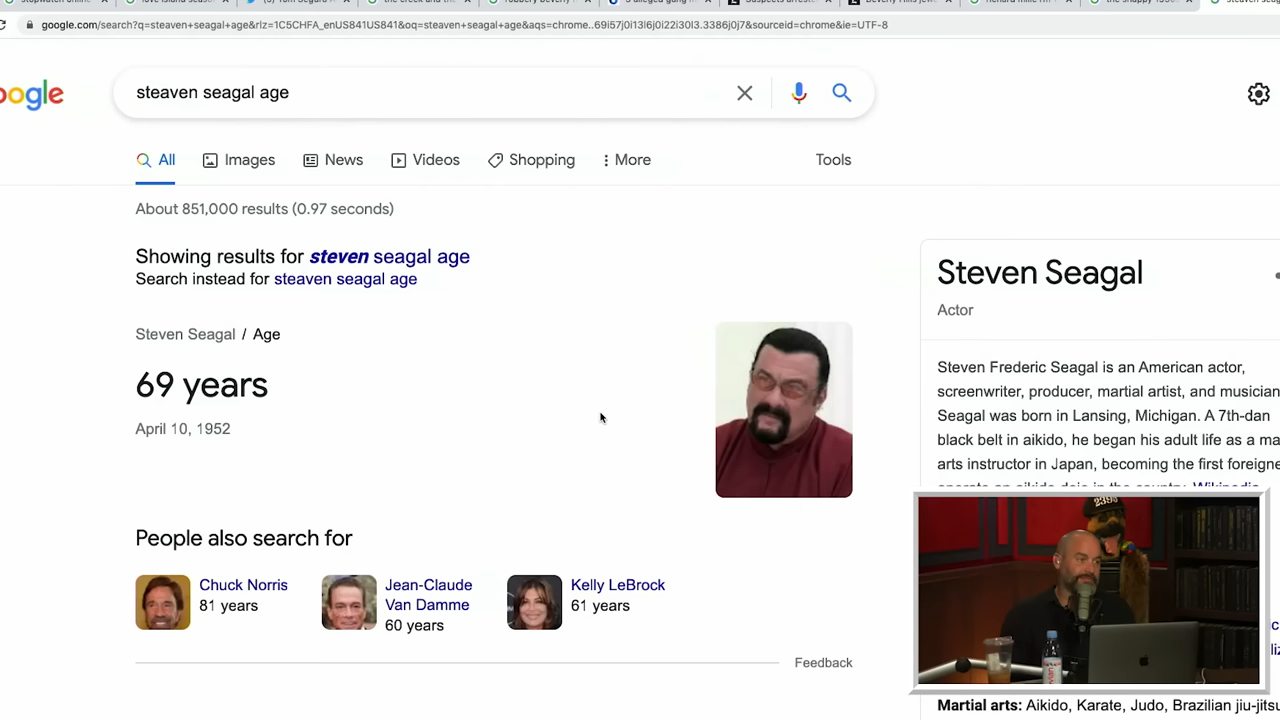 google.com/search?q=steaven+seagal+age&rlz=1C5CHFA_enUS841US841&oq=steaven+seagal+age&aqs=chrome..69i57j0i13l6j0i22i30l3.3386j0j7&sourceid=chrome&ie=UTF-8
oogle
steaven seagal age
All
Images
News
Videos
Shopping
More
Tools
About 851,000 results (0.97 seconds)
Showing results for steven seagal age
Search instead for steaven seagal age
Steven Seagal / Age
69 years
April 10, 1952
People also search for
Chuck Norris
81 years
Jean-Claude
Van Damme
60 years
Kelly LeBrock
61 years
Feedback
Steven Seagal
Actor
Steven Frederic Seagal is an American actor,
screenwriter, producer, martial artist, and musician
Seagal was born in Lansing, Michigan. A 7th-dan
black belt in aikido, he began his adult life as a ma
arts instructor in Japan, becoming the first foreigne
Wikipedia
Martial arts: Aikido, Karate, Judo, Brazilian jiu-jitsu